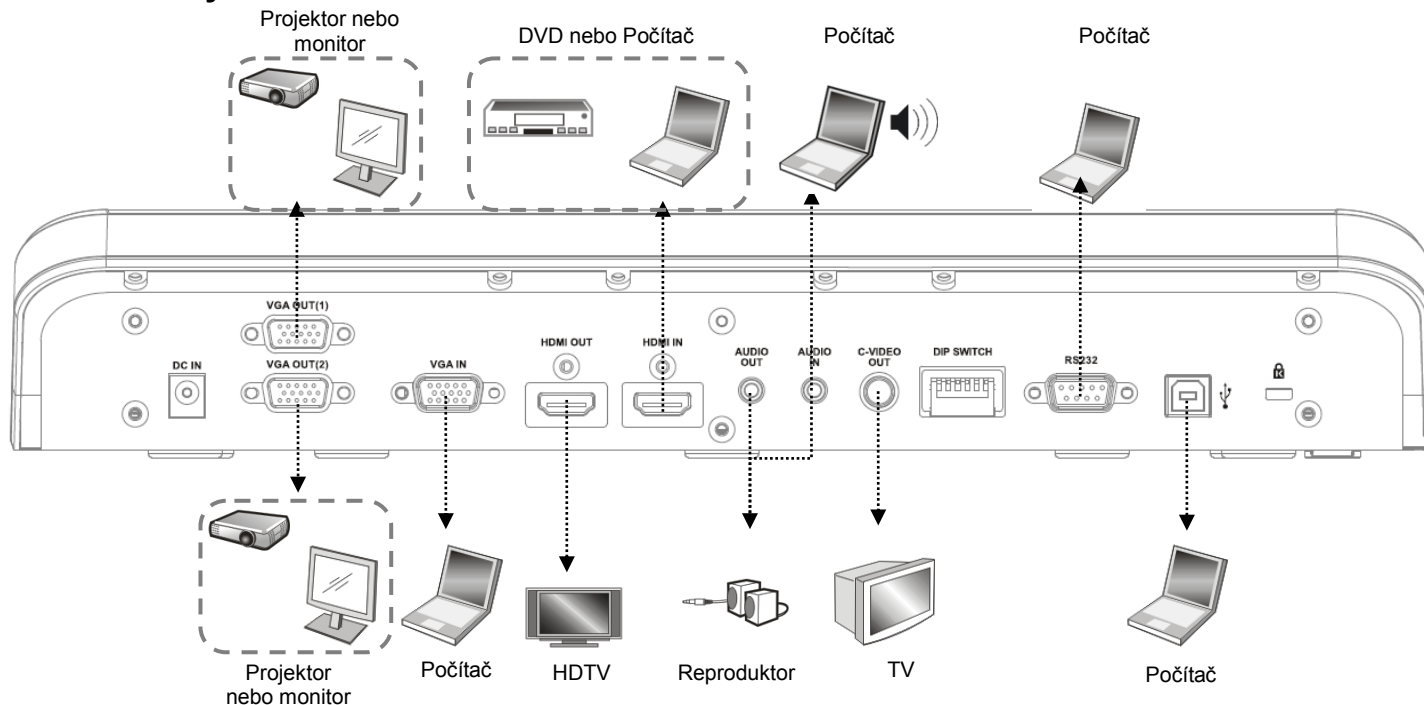 Projektor nebo
monitor
DVD nebo Počítač
Počítač
Počítač
VGA OUT(1)
DC IN
VGA OUT(2)
VGA IN
HDMI OUT
HDMI IN
AUDIO
OUT
AUDIO
IN
C-VIDEO
OUT
DIP SWITCH
RS232
K
Projektor
nebo monitor
Počítač
HDTV
Reproduktor
TV
Počítač